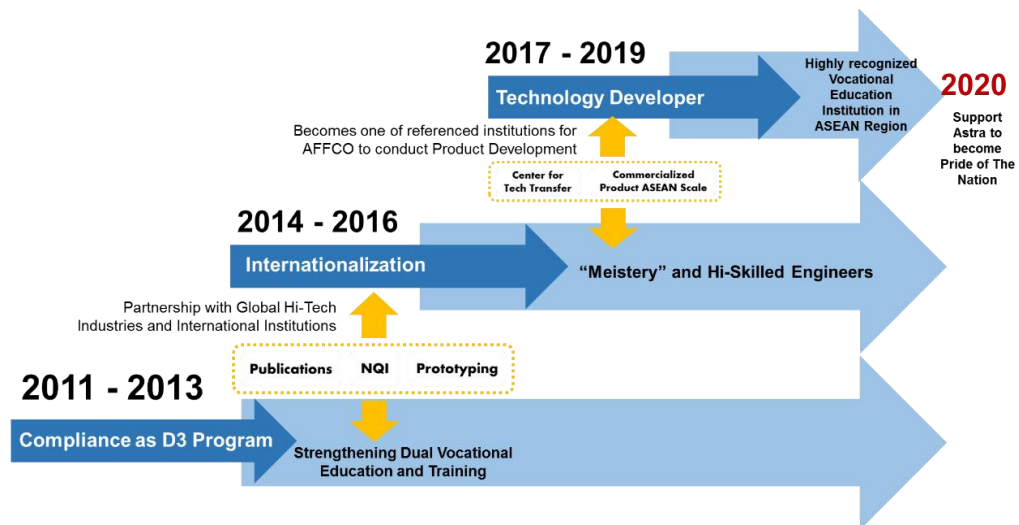 2017 - 2019
Technology Developer
Highly recognized
Vocational
Education
Institution in
ASEAN Region
2020
Support
Astra to
become
Pride of The
Nation
Becomes one of referenced institutions for
AFFCO to conduct Product Development
Center for
Tech Transfer
Commercialized
Product ASEAN Scale
2014 - 2016
Internationalization
“Meistery” and Hi-Skilled Engineers
Partnership with Global Hi-Tech
Industries and International Institutions
Publications
NQI
Prototyping
2011 - 2013
Compliance as D3 Program
Strengthening Dual Vocational
Education and Training